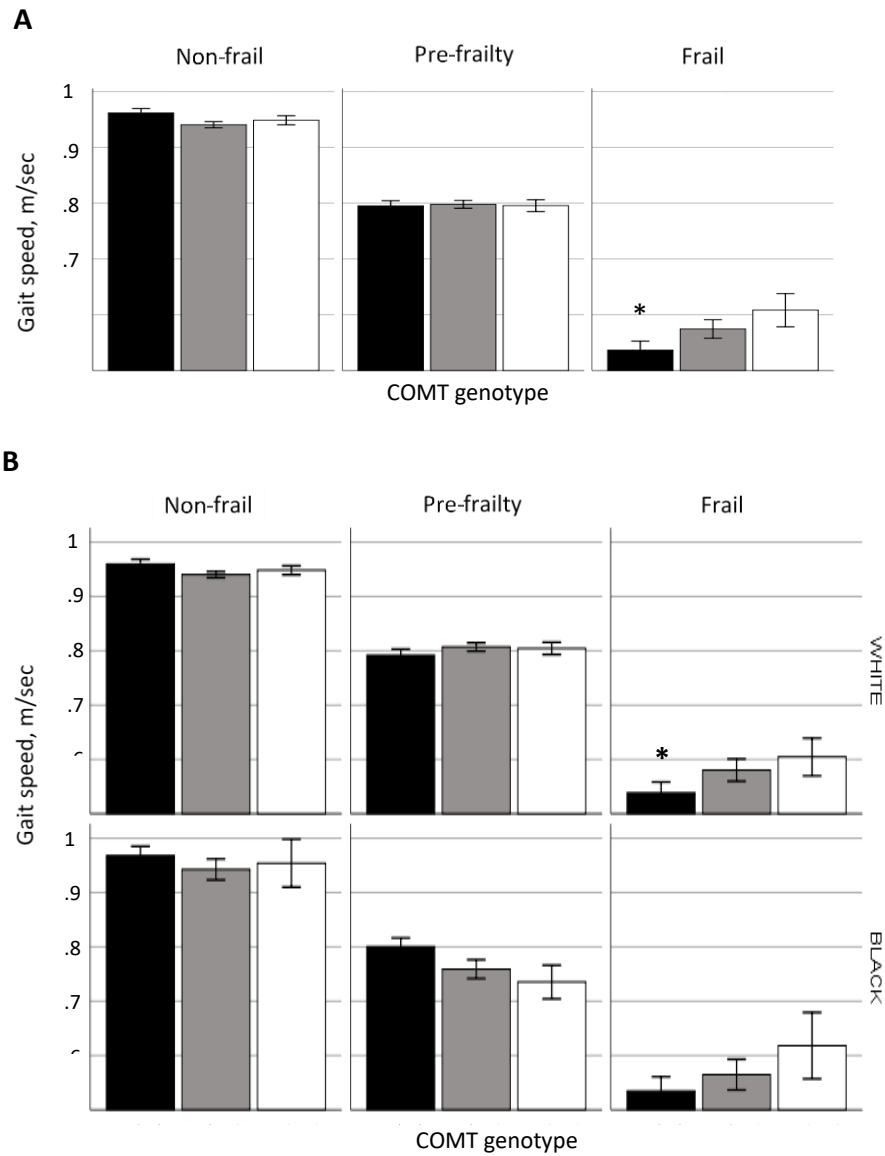 A
Non-frail Pre-frailty Frail
1
.9
.8
.7
Gait speed, m/sec
*
COMT genotype
B
Non-frail Pre-frailty Frail
1
.9
.8
.7
*
WHITE
Gait speed, m/sec
1
.9
.8
.7
BLACK
COMT genotype